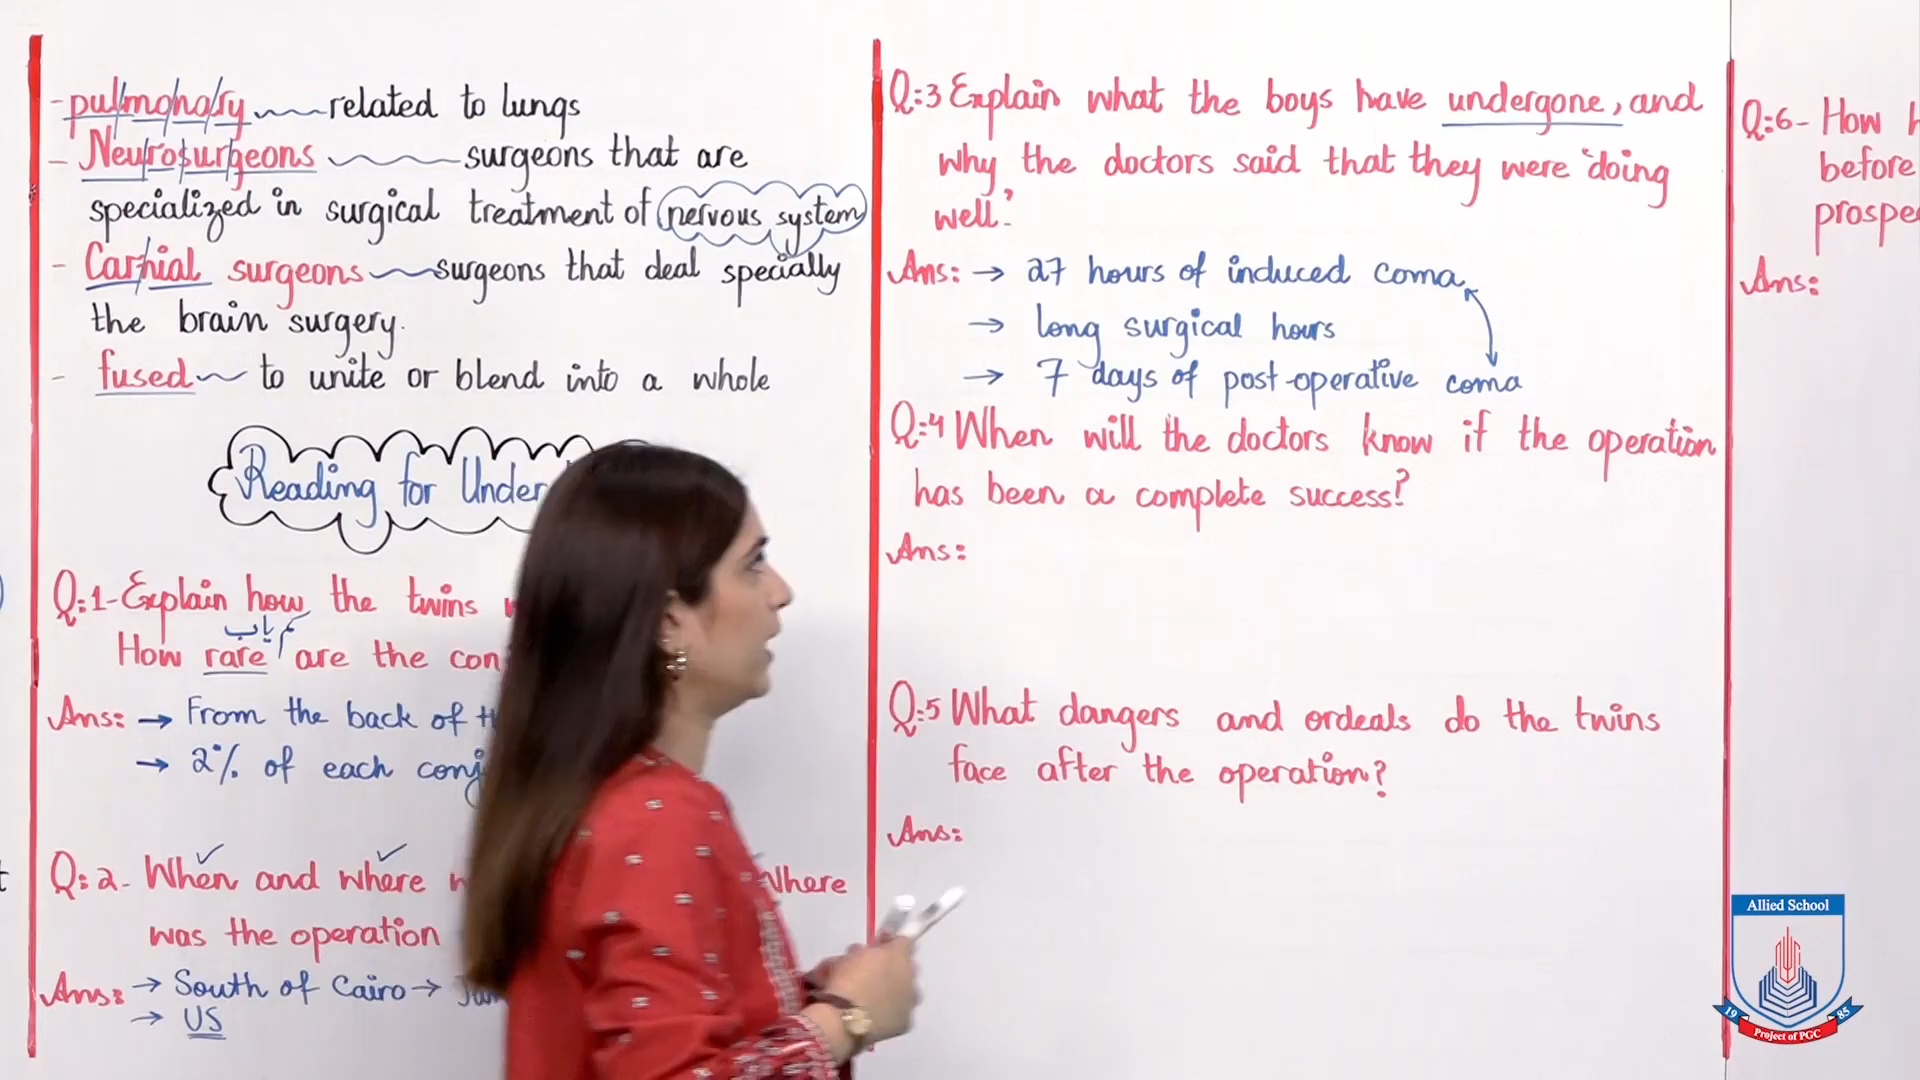 - pulmonary related to lungs
- Neurosurgeons surgeons that are
specialized in surgical treatment of nervous system
- Carnial surgeons surgeons that deal specially
the brain surgery.
- fused to unite or blend into a whole
Reading for Under
Q:1- Explain how the twins
کم یاب
How rare are the con
Ans: → From the back of
→ 2% of each conj
Q:2- When and where Where
was the operation
Ans: → South of Cairo →
→ US
Q:3 Explain what the boys have undergone, and
why the doctors said that they were 'doing
well.'
Ans: → 27 hours of induced coma
→ long surgical hours
→ 7 days of post-operative coma
Q:4 When will the doctors know if the operation
has been a complete success?
Ans:
Q:5 What dangers and ordeals do the twins
face after the operation?
Ans:
Q:6- How
before
prospe
Ans:
Allied School
19 85
Project of PGC